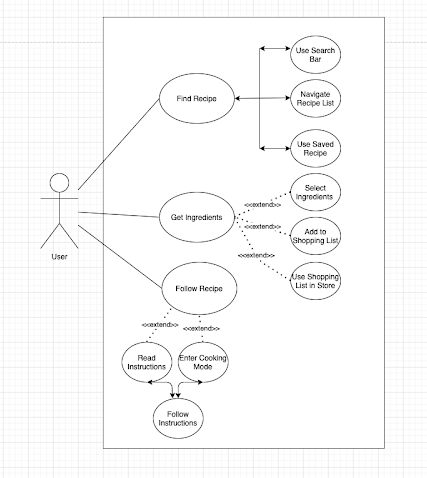 Use Search
Bar
Find Recipe
Navigate
Recipe List
Use Saved
Recipe
Select
Ingredients
<<extend>>
Get Ingredients
<<extend>>
Add to
Shopping List
User
<<extend>>
Use Shopping
List in Store
Follow Recipe
<<extend>>
<<extend>>
Read
Instructions
Enter Cooking
Mode
Follow
Instructions